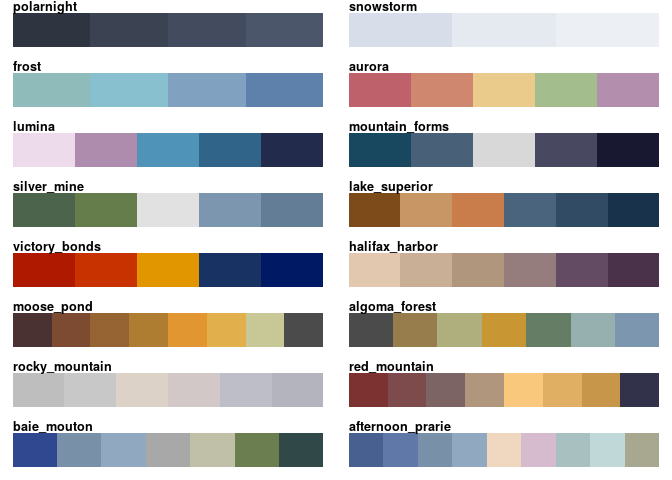 polarnight
snowstorm
frost
aurora
lumina
mountain_forms
silver_mine
lake_superior
victory_bonds
halifax_harbor
moose_pond
algoma_forest
rocky_mountain
red_mountain
baie_mouton
afternoon_prarie